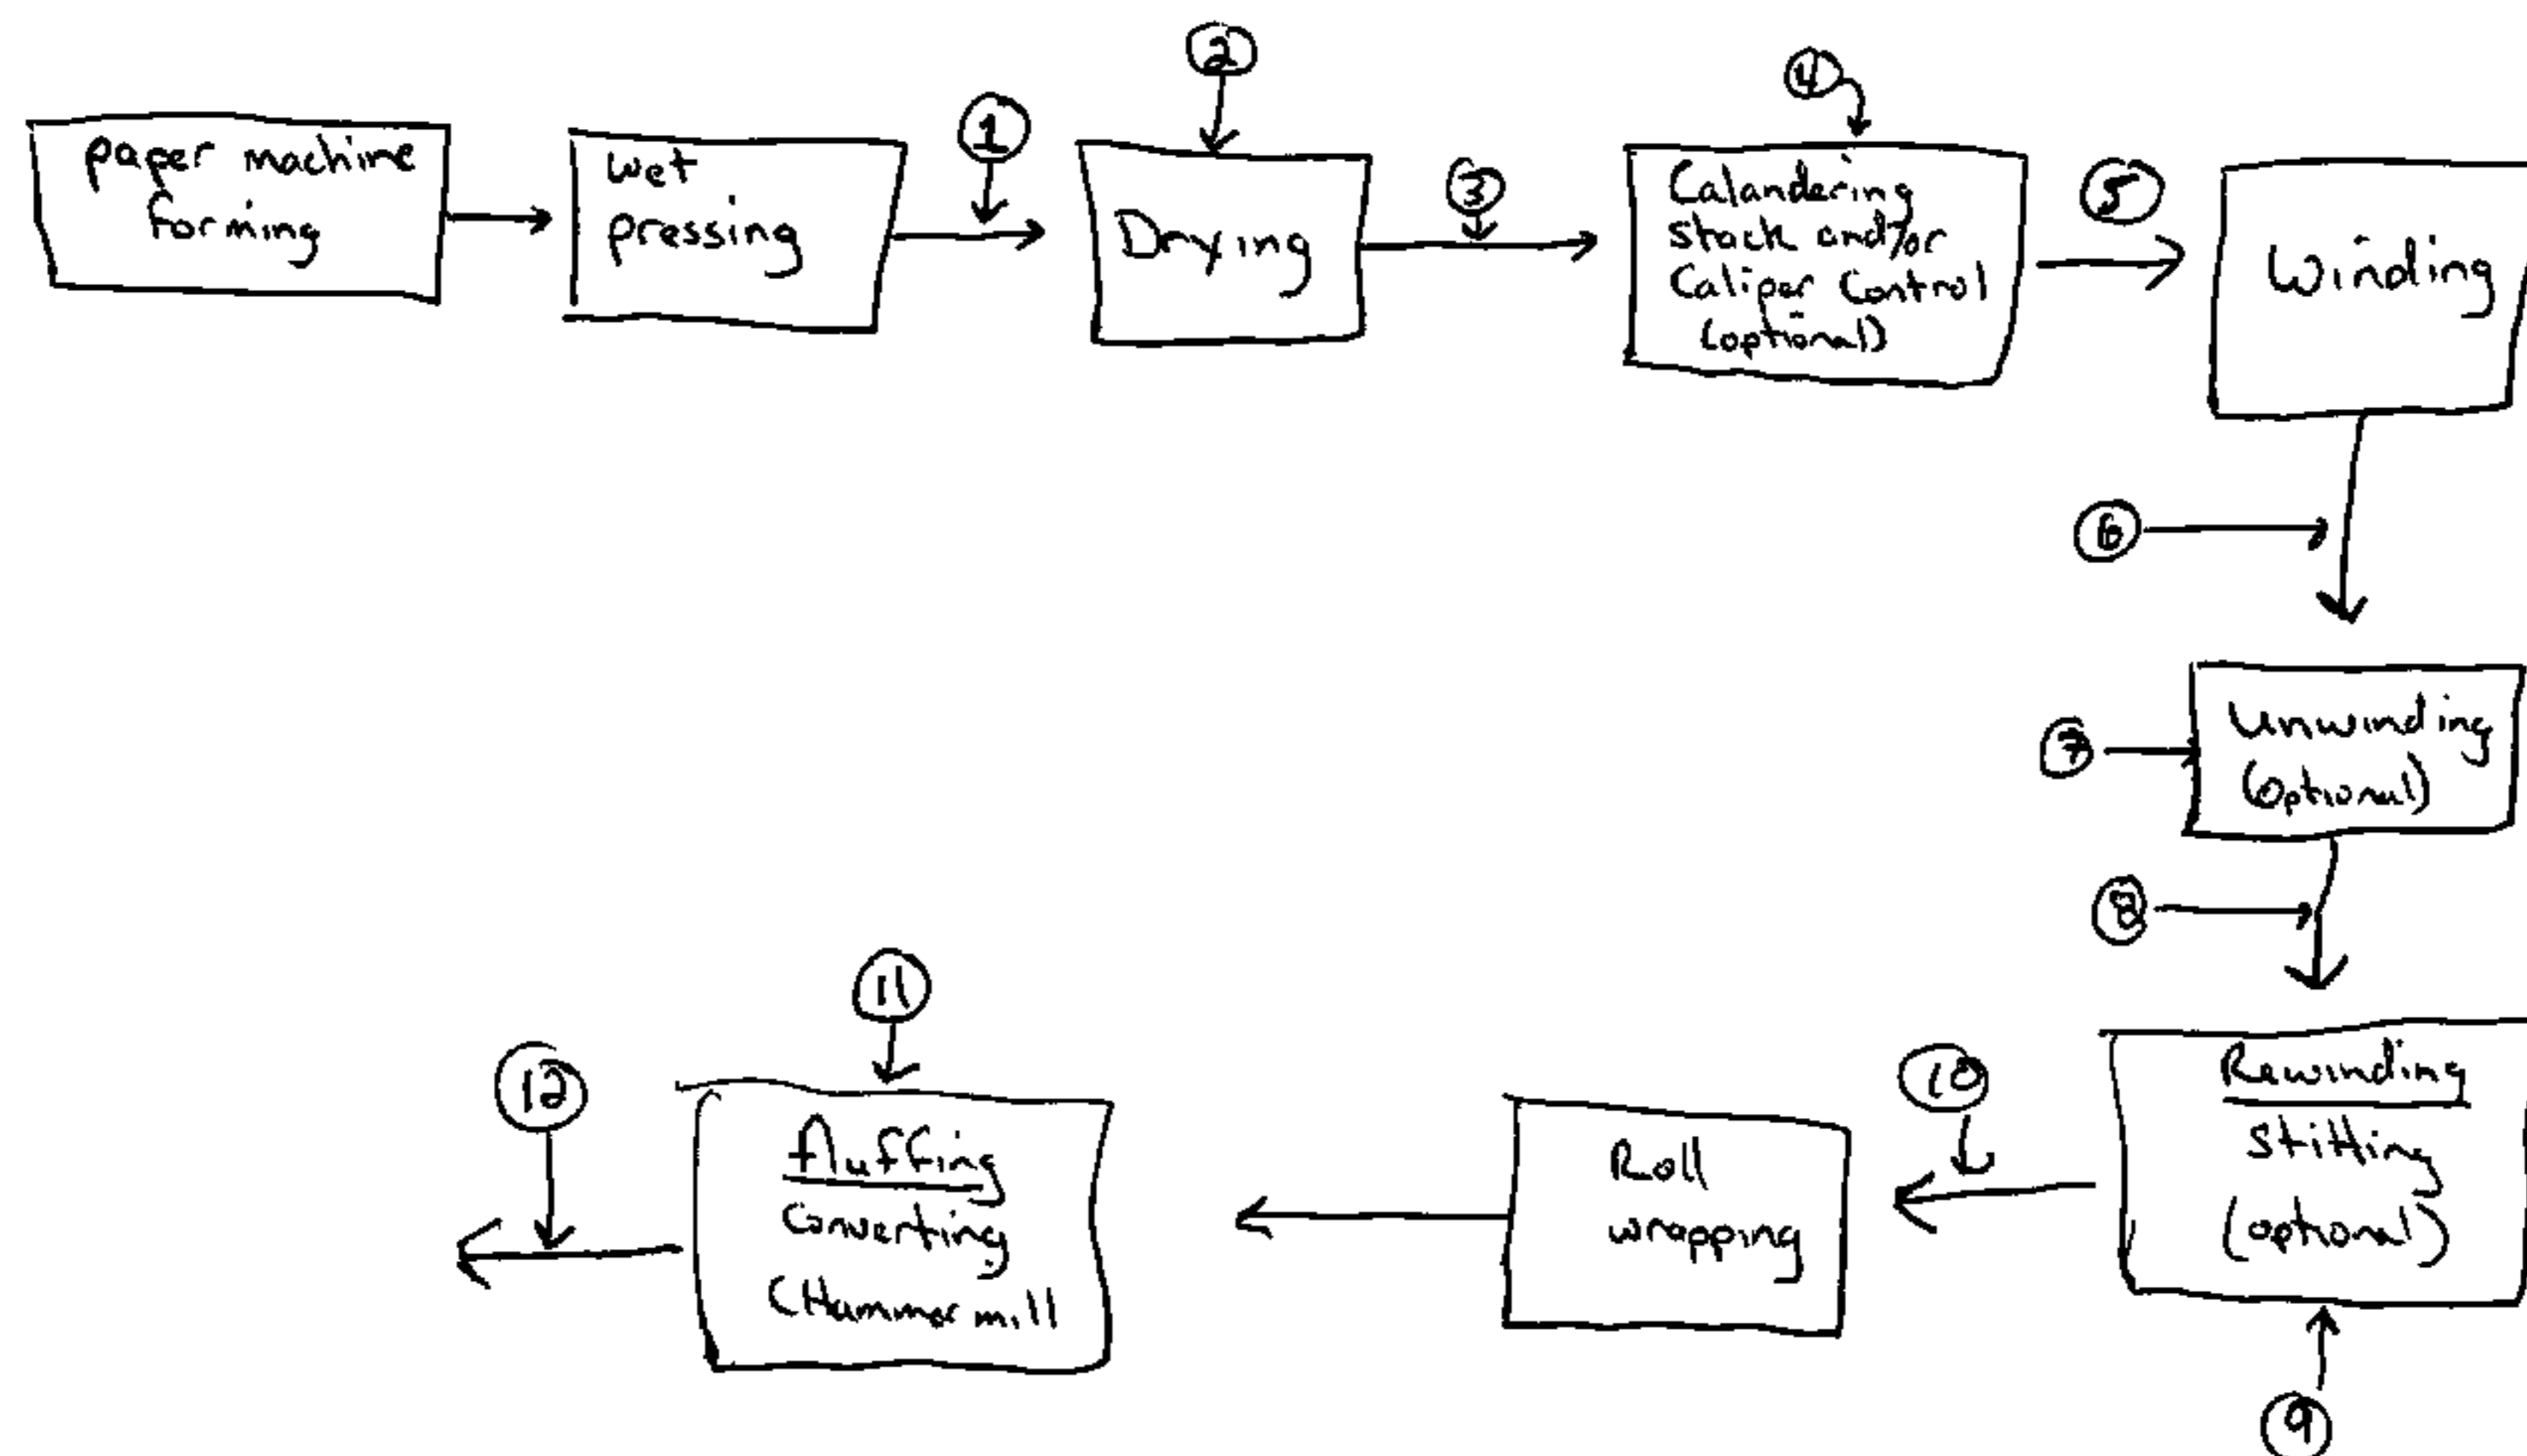 paper machine
forming
wet
pressing
1
2
Drying
3
4
Calandering
stack and/or
Caliper Control
(optional)
5
Winding
6
7
Unwinding
(optional)
8
Rewinding
Stitting
(optional)
9
10
Roll
wrapping
11
fluffing
Converting
(Hammer mill
12